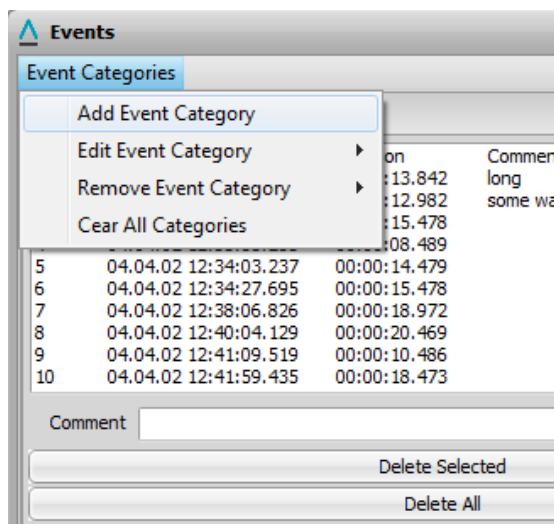 Events
Event Categories
Add Event Category
Edit Event Category
Remove Event Category
Cear All Categories
on Commen
:13.842 long
:12.982 some wa
:15.478
:08.489
5 04.04.02 12:34:03.237 00:00:14.479
6 04.04.02 12:34:27.695 00:00:15.478
7 04.04.02 12:38:06.826 00:00:18.972
8 04.04.02 12:40:04.129 00:00:20.469
9 04.04.02 12:41:09.519 00:00:10.486
10 04.04.02 12:41:59.435 00:00:18.473
Comment
Delete Selected
Delete All